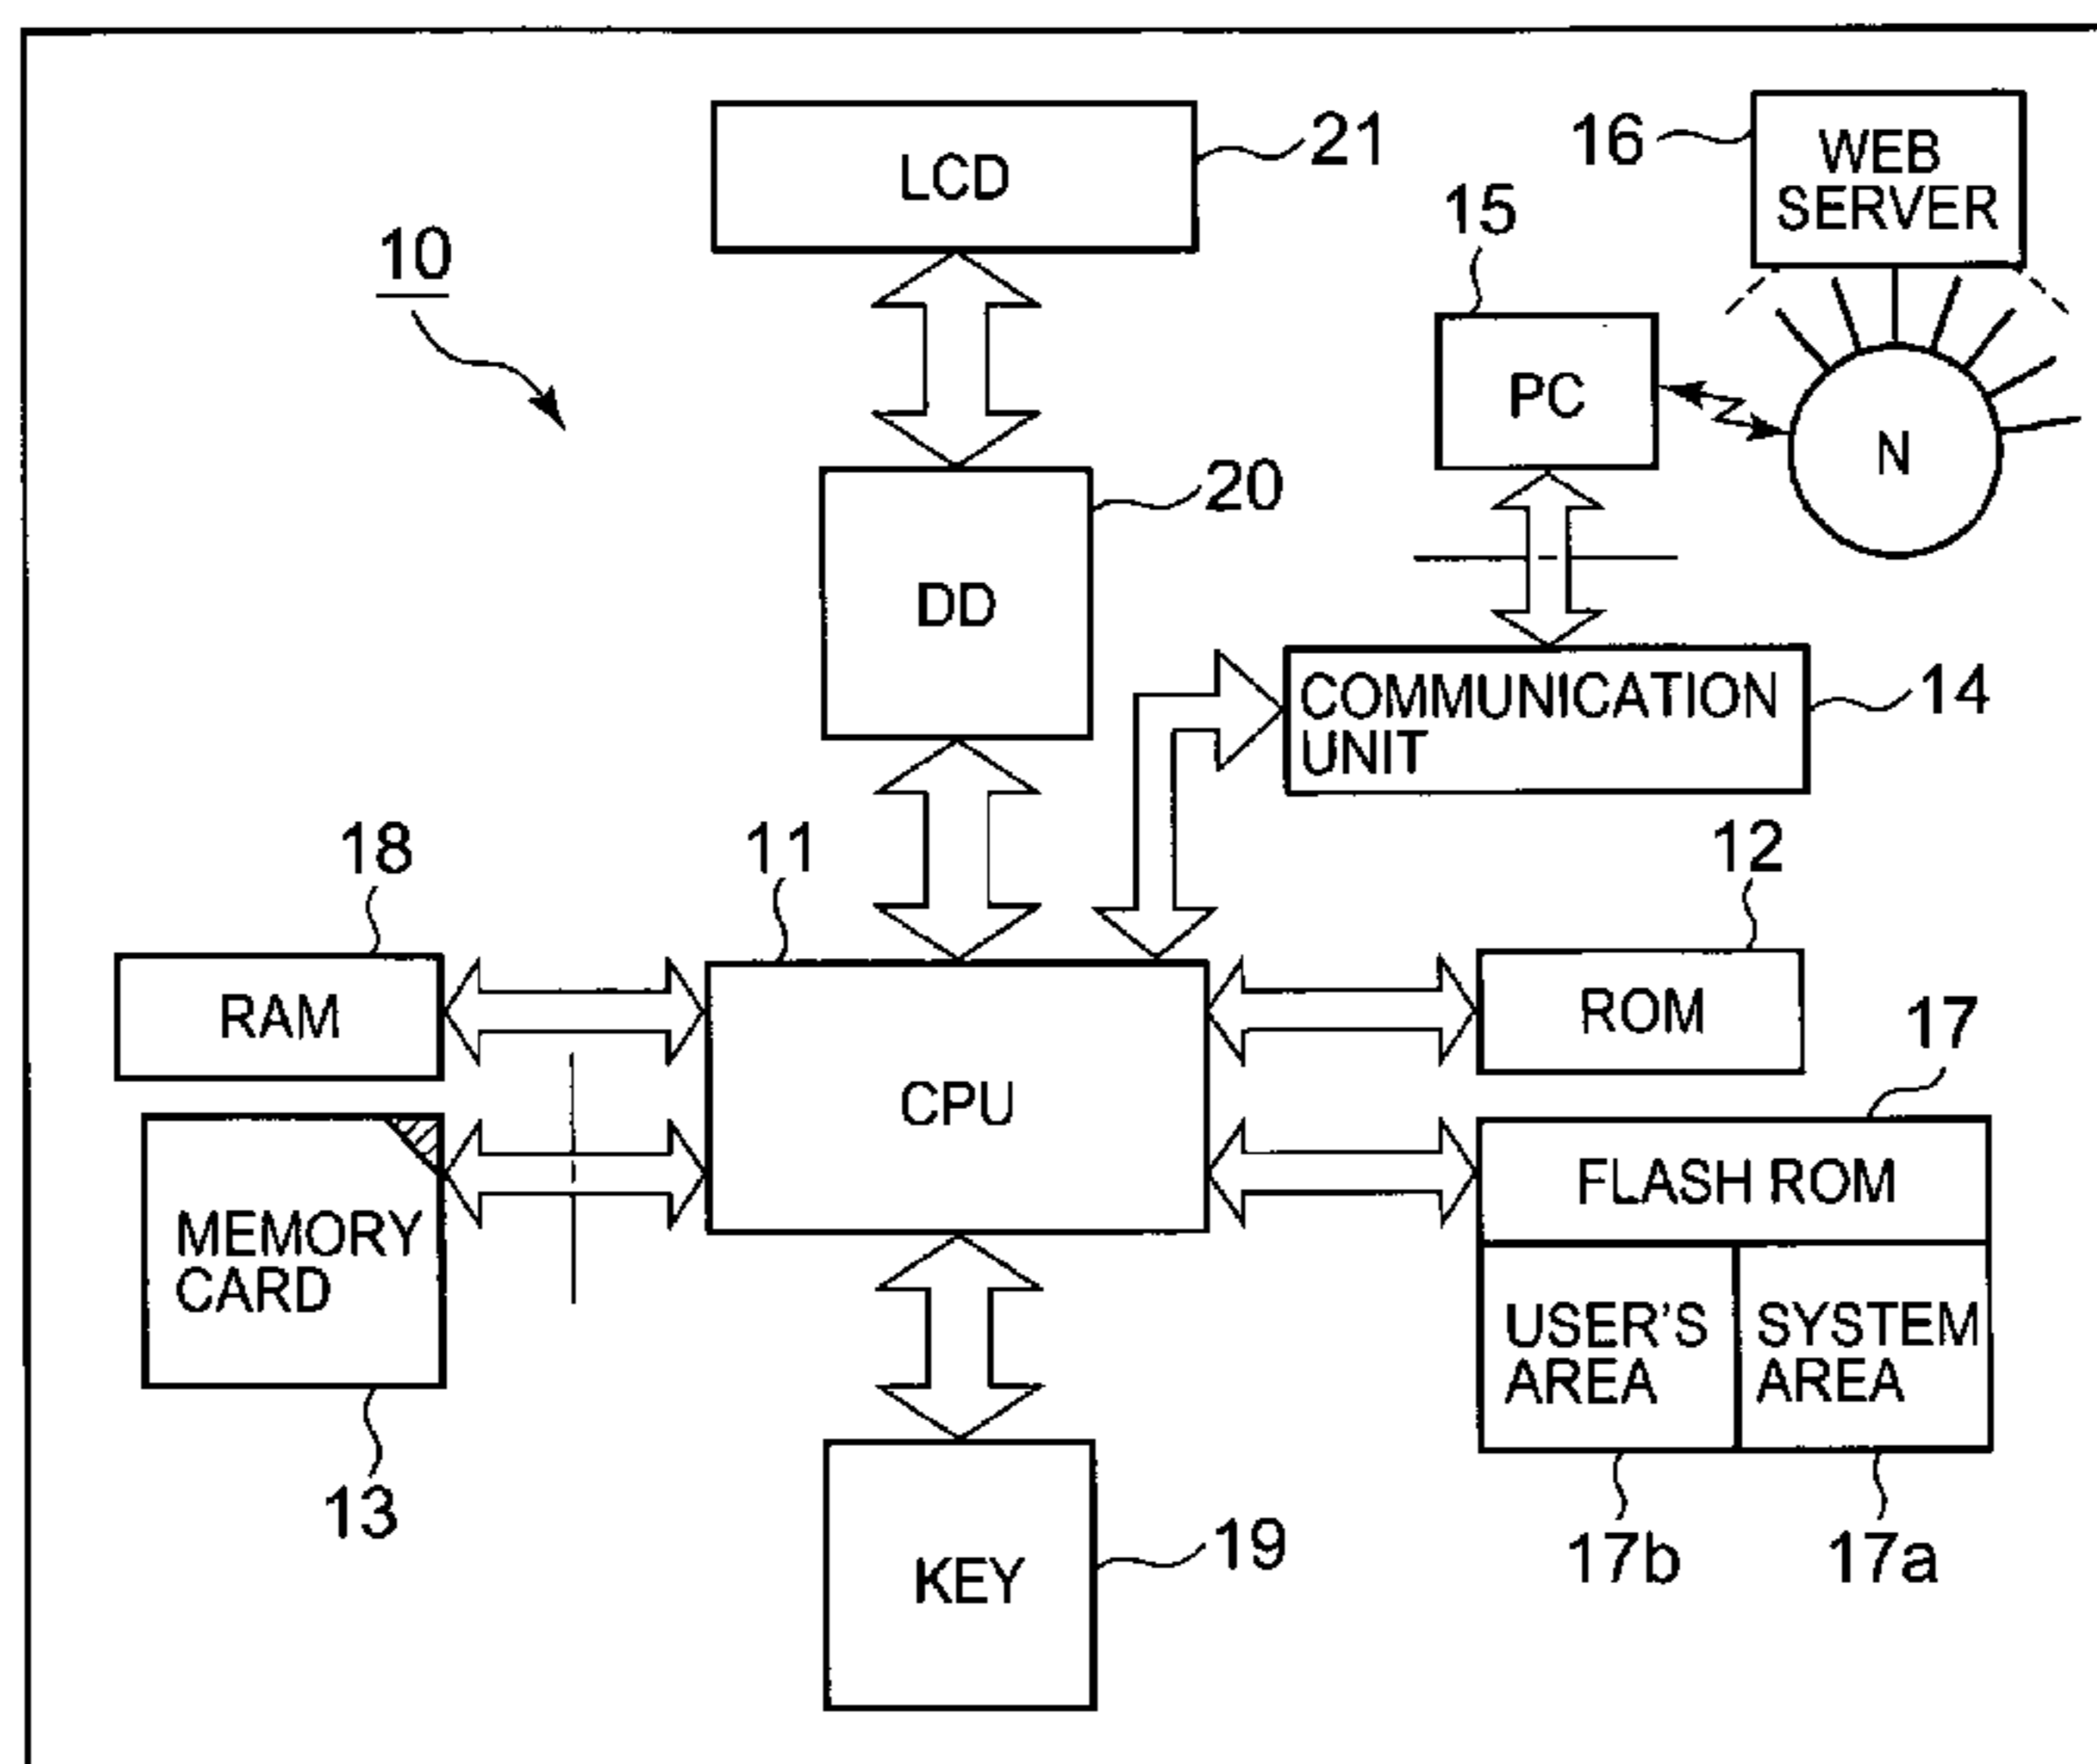 21
LCD
16
WEB
SERVER
15
10
PC
N
20
DD
COMMUNICATION
UNIT
14
18
11
12
RAM
ROM
17
CPU
FLASH ROM
MEMORY
CARD
USER'S
AREA
SYSTEM
AREA
13
17b
17a
KEY
19